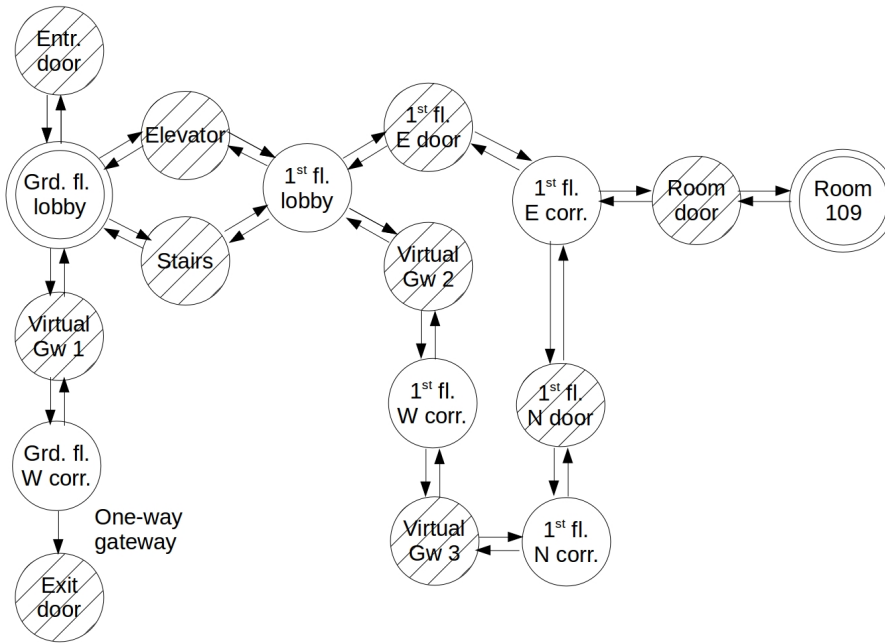 Entr.
door
Elevator
1st fl.
E door
Grd. fl.
lobby
1st fl.
lobby
1st fl.
E corr.
Room
door
Room
109
Stairs
Virtual
Gw 2
Virtual
Gw 1
1st fl.
W corr.
1st fl.
N door
Grd. fl.
W corr.
One-way
gateway
Virtual
Gw 3
1st fl.
N corr.
Exit
door